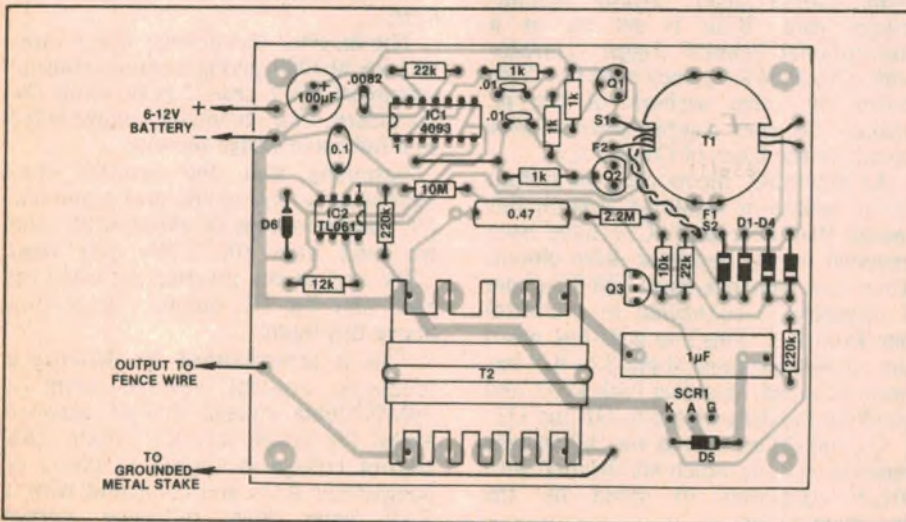 +
100µF
.0082
22k
1k
.01
.01
1k
1k
Q1
S1
F2
Q2
T1
6-12V
BATTERY
+
−
IC1
4093
1
0.1
1k
10M
1
IC2
TL061
220k
0.47
2.2M
F1
S2
D1-D4
D6
12k
10k
22k
Q3
220k
1µF
T2
SCR1
K A G
D5
OUTPUT TO
FENCE WIRE
TO
GROUNDED
METAL STAKE